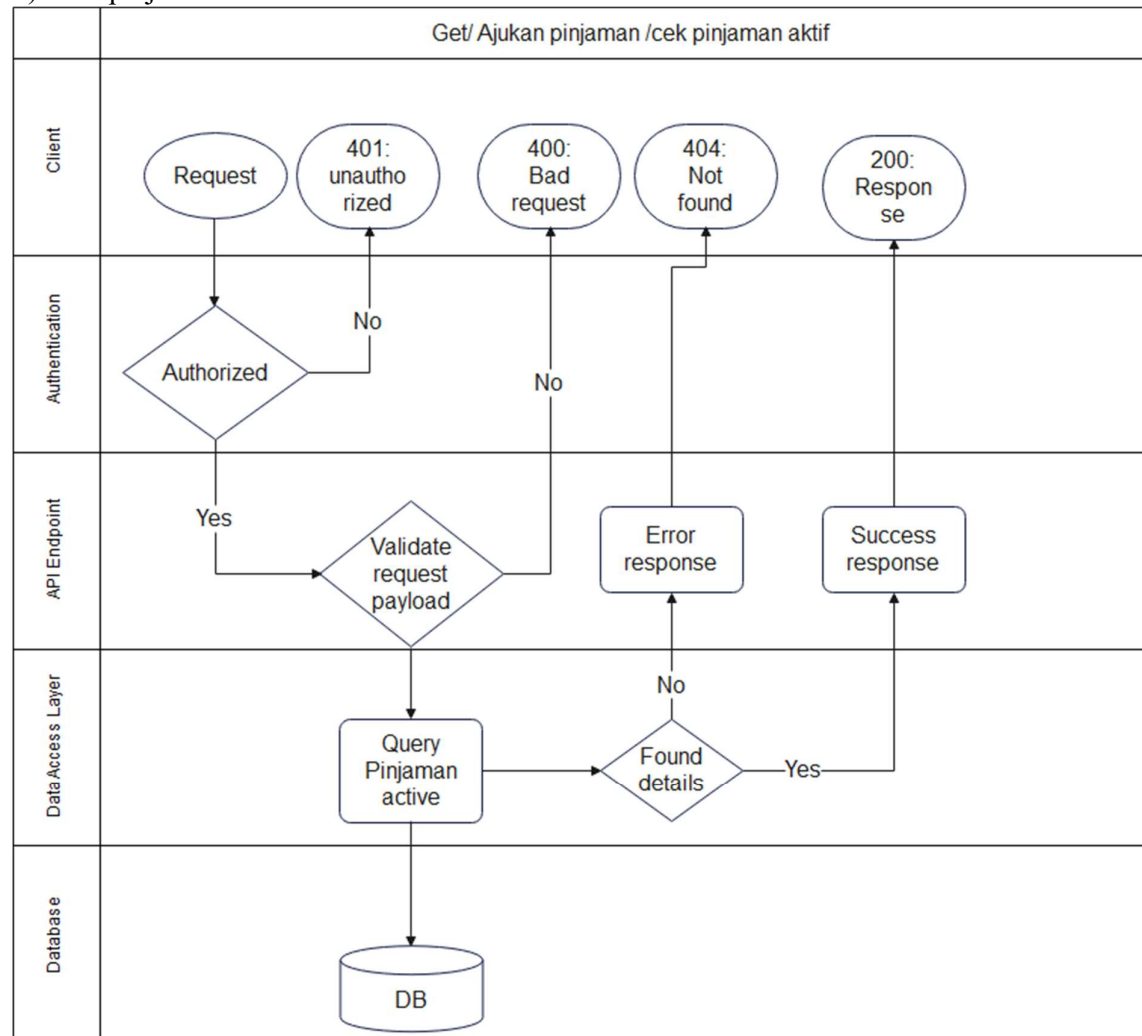 Get/ Ajukan pinjaman /cek pinjaman aktif
Client
Request
401:
unautho
rized
400:
Bad
request
404:
Not
found
200:
Respon
se
Authentication
Authorized
No
No
API Endpoint
Yes
Validate
request
payload
Error
response
Success
response
Data Access Layer
Query
Pinjaman
active
No
Found
details
Yes
Database
DB